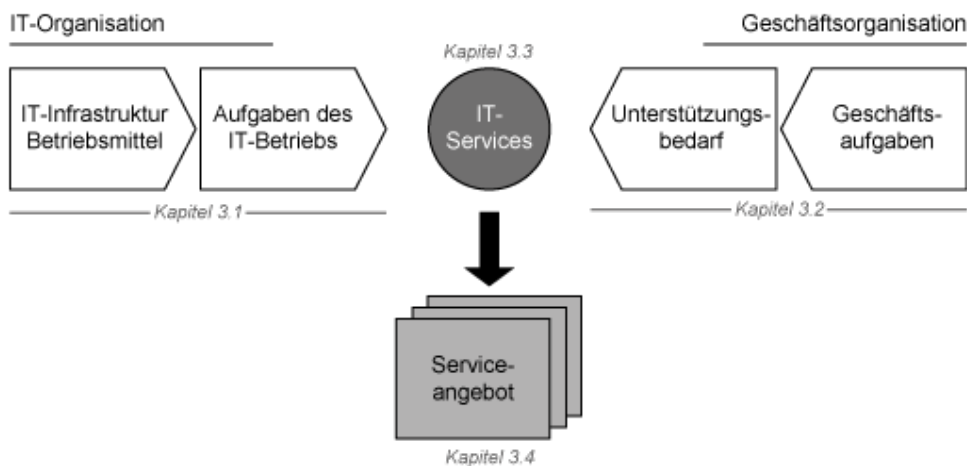 IT-Organisation
Geschäftsorganisation
Kapitel 3.3
IT-Infrastruktur
Betriebsmittel
Aufgaben des
IT-Betriebs
IT-
Services
Unterstützungs-
bedarf
Geschäfts-
aufgaben
Kapitel 3.1
Kapitel 3.2
Service-
angebot
Kapitel 3.4